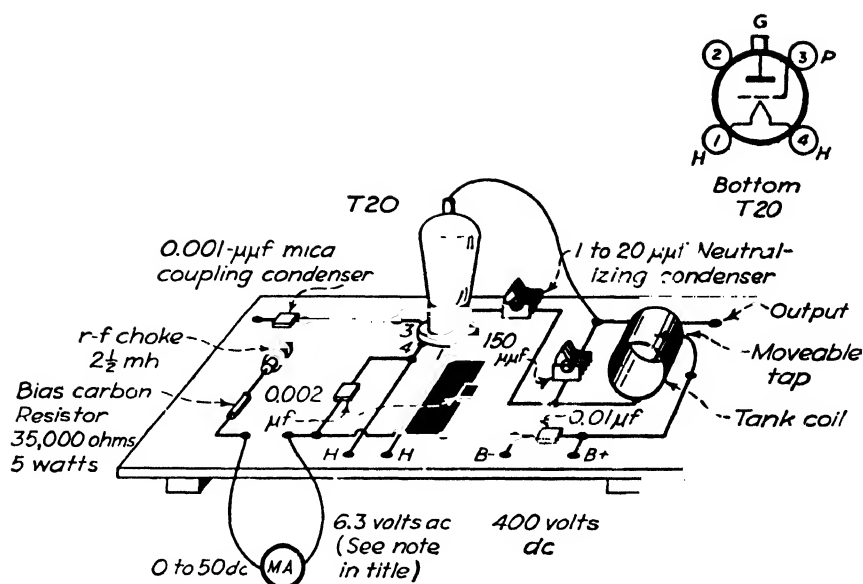 G
2
3 P
1
4
H
H
Bottom
T20
T20
0.001-μμf mica
coupling condenser
1 to 20 μμf Neutral-
izing condenser
Output
r-f choke
2½ mh
3
4
1
150
μμf
Moveable
tap
Bias carbon
Resistor
35,000 ohms
5 watts
0.002
μf
0.01μf
Tank coil
H
H
B-
B+
6.3 volts ac
(See note
in title)
400 volts
dc
0 to 50dc
MA